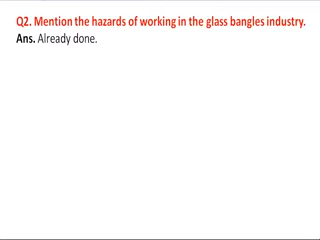 Q2. Mention the hazards of working in the glass bangles industry.
Ans. Already done.